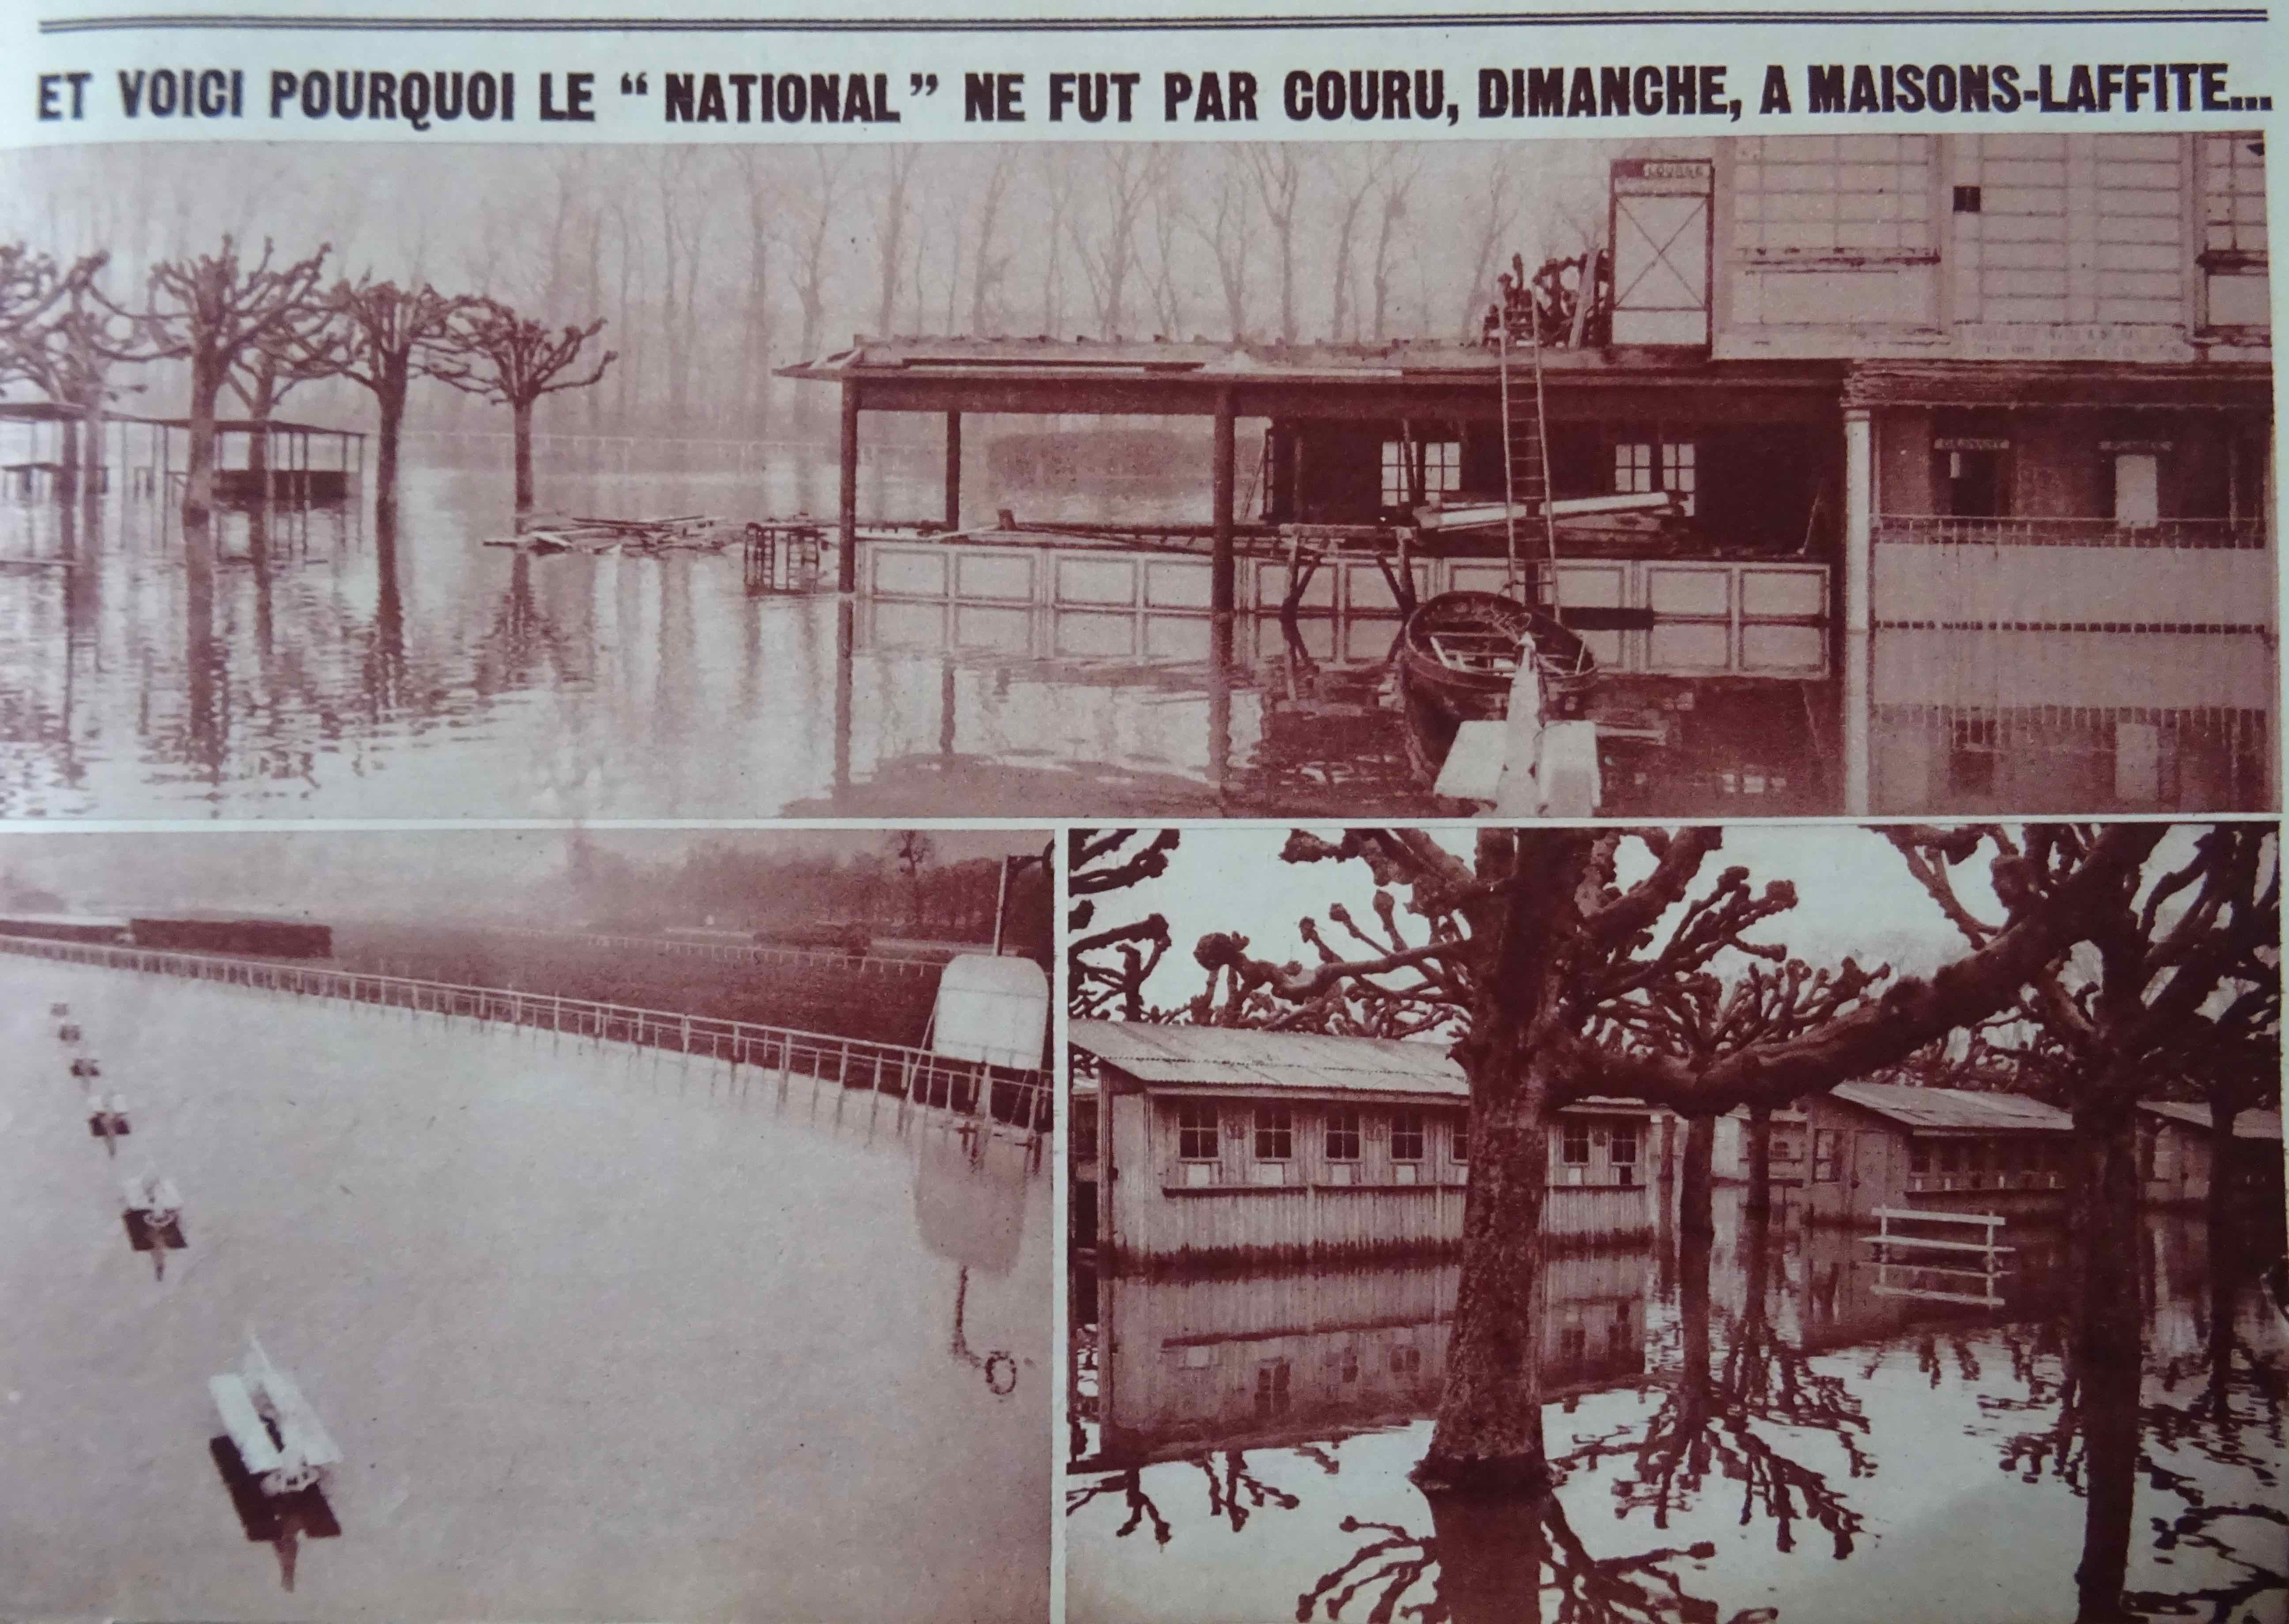 ET VOICI POURQUOI LE “ NATIONAL ” NE FUT PAR COURU, DIMANCHE, A MAISONS-LAFFITE...